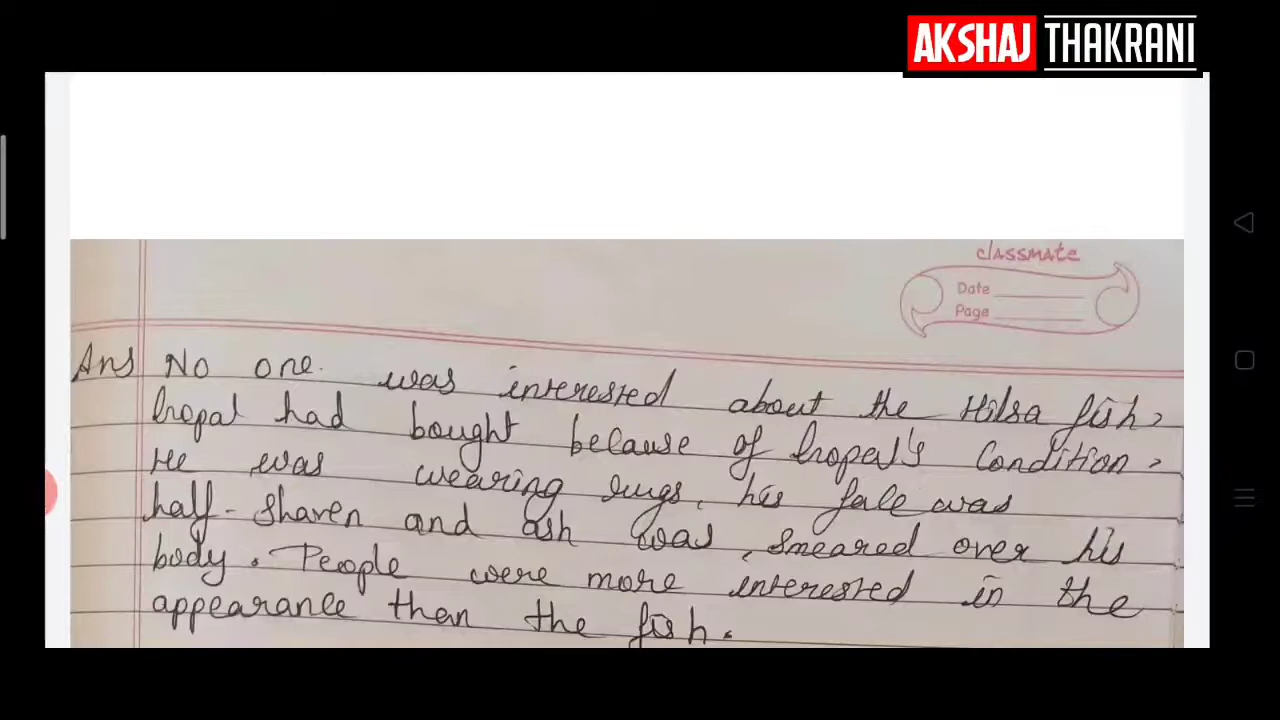 AKSHAJ THAKRANI
classmate
Date
Page
Ans No one was interested about the Hilsa fish,
Gopal had bought because of Gopal's Condition.
He was wearing rugs, his face was
half-shaven and ash was smeared over his
body. People were more interested in the
appearance than the fish.